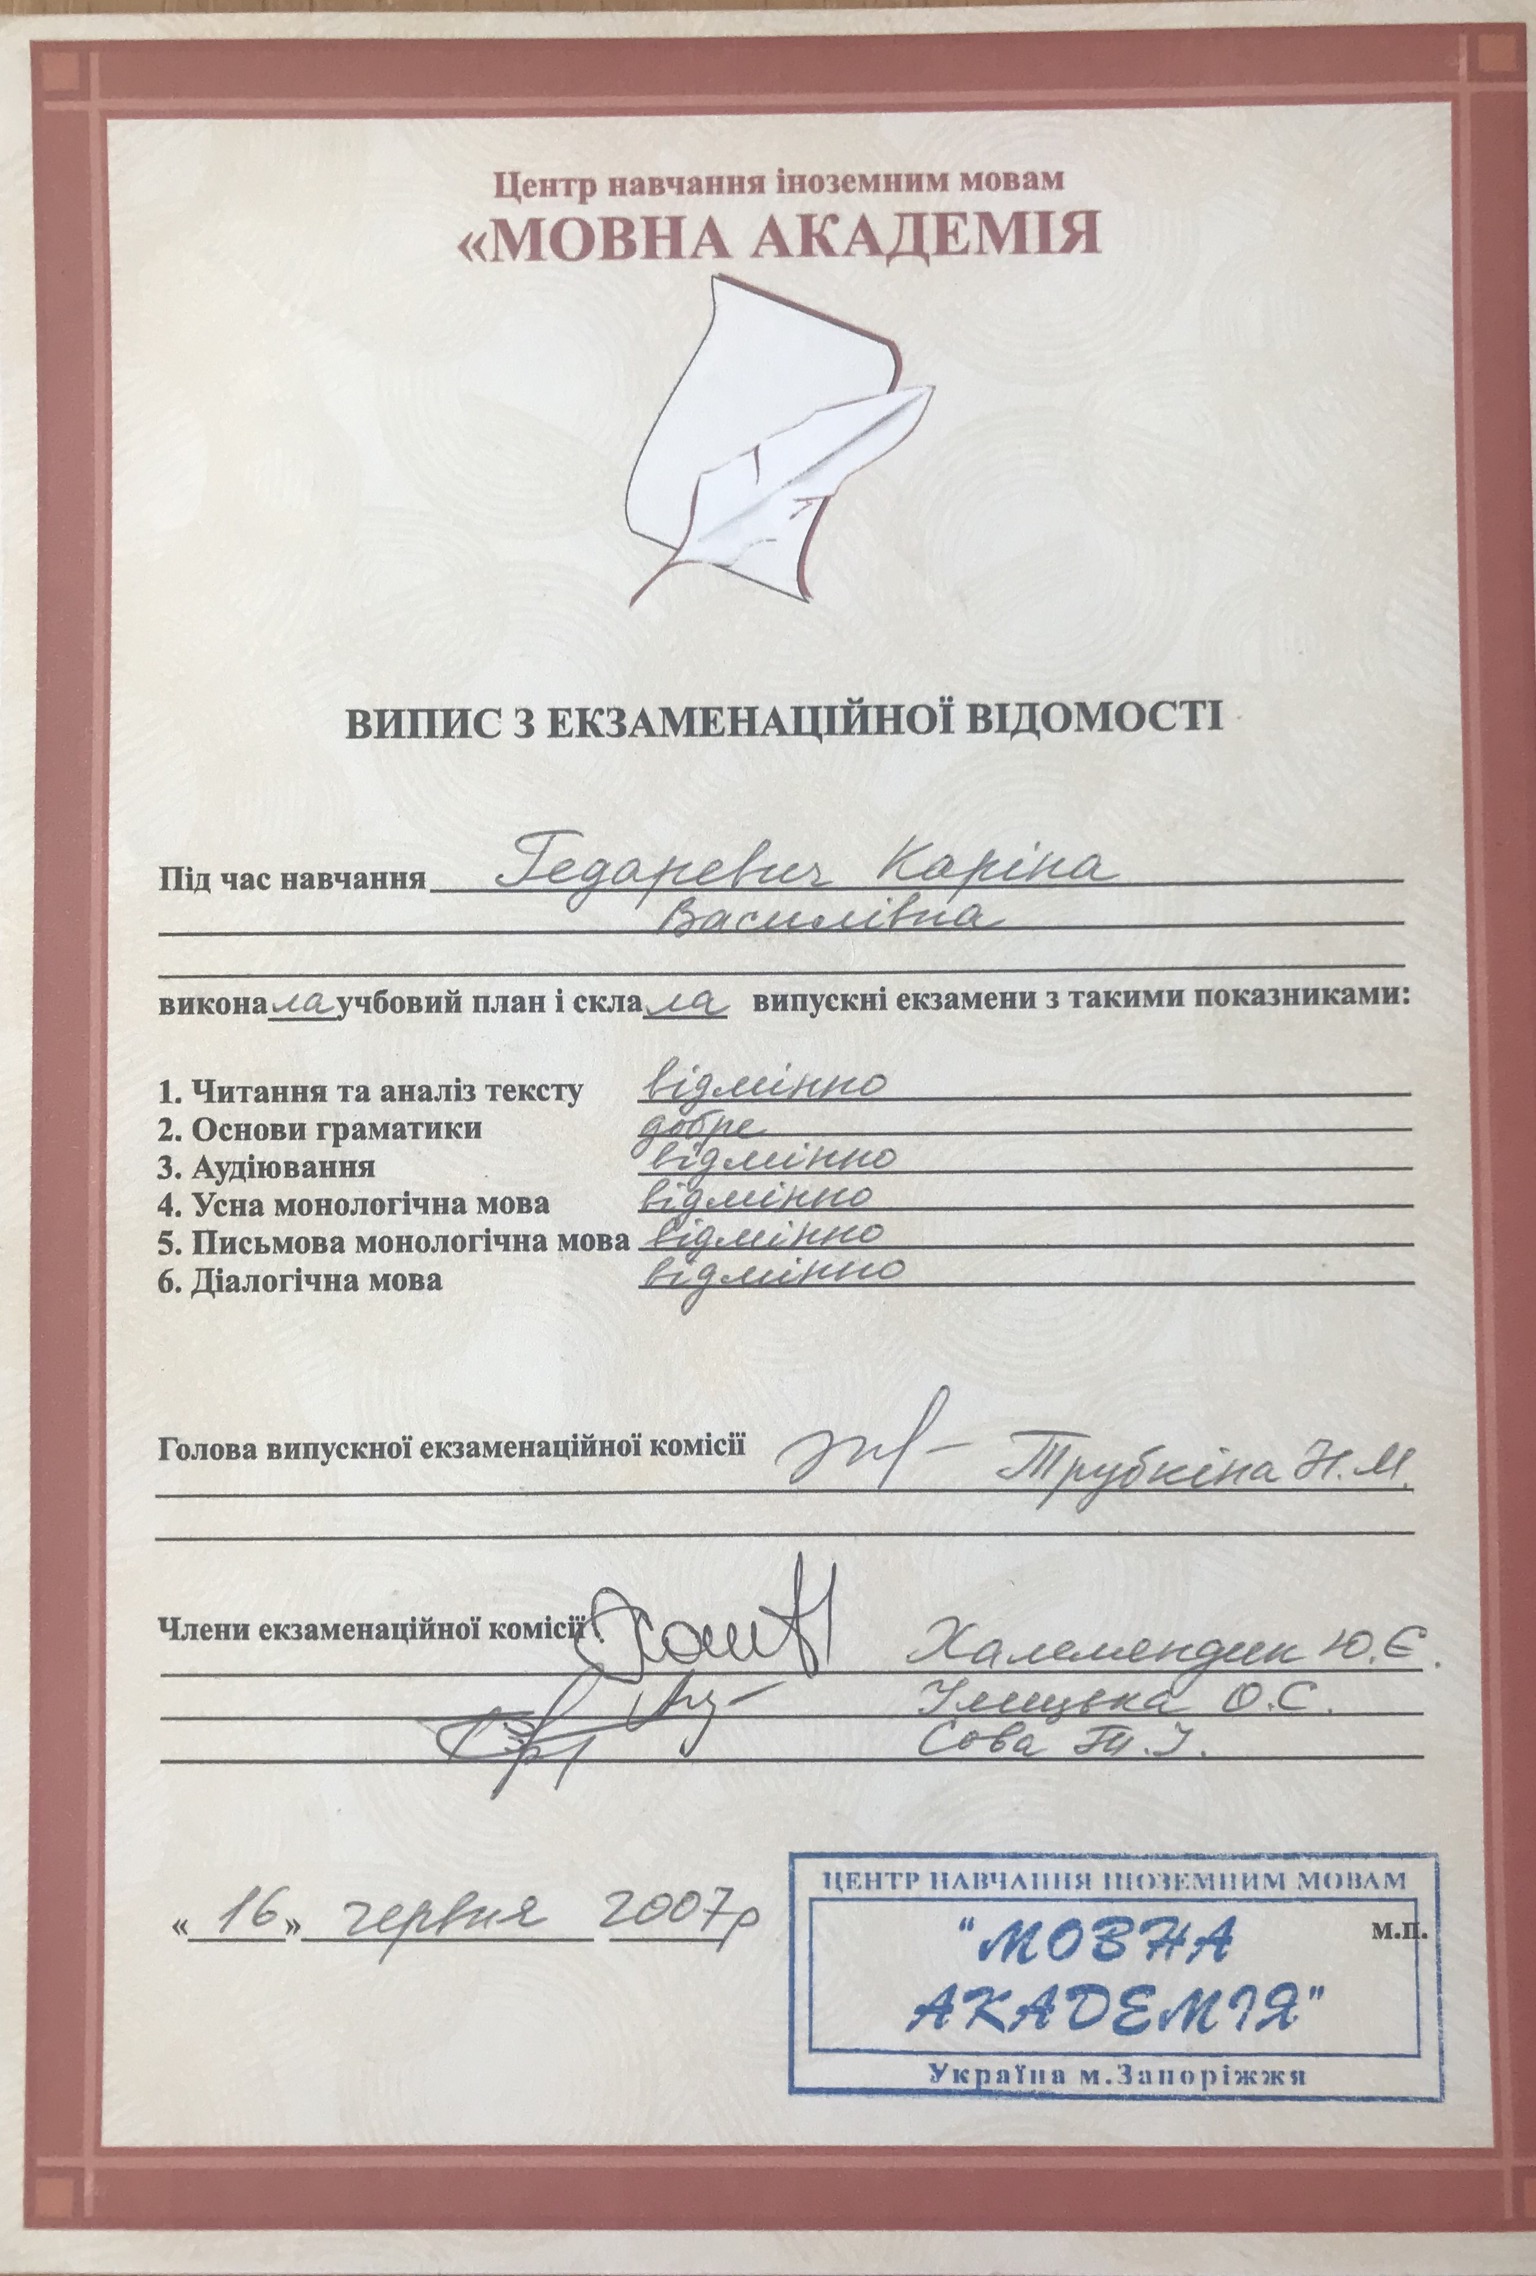 Центр навчання іноземним мовам
«МОВНА АКАДЕМІЯ
ВИПИС З ЕКЗАМЕНАЦІЙНОЇ ВІДОМОСТІ
Під час навчання Гедаревич Каріна
Василівна
викона ла учбовий план і скла ла випускні екзамени з такими показниками:
1. Читання та аналіз тексту відмінно
2. Основи граматики добре
3. Аудіювання відмінно
4. Усна монологічна мова відмінно
5. Письмова монологічна мова відмінно
6. Діалогічна мова відмінно
Голова випускної екзаменаційної комісії Трубкіна Н.М.
Члени екзаменаційної комісії: Халемендик Ю.Є.
Улицька О.С.
Сова Т.І.
« 16 » червня 2007р
ЦЕНТР НАВЧАННЯ ІНОЗЕМНИМ МОВАМ
"МОВНА
м.п.
АКАДЕМІЯ"
Україна м.Запоріжжя